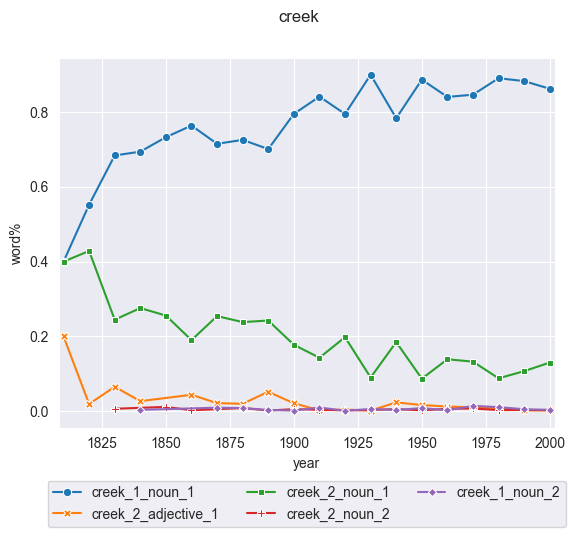 creek
word%
0.8
0.6
0.4
0.2
0.0
1825 1850 1875 1900 1925 1950 1975 2000
year
creek_1_noun_1 creek_2_noun_1 creek_1_noun_2
creek_2_adjective_1 creek_2_noun_2